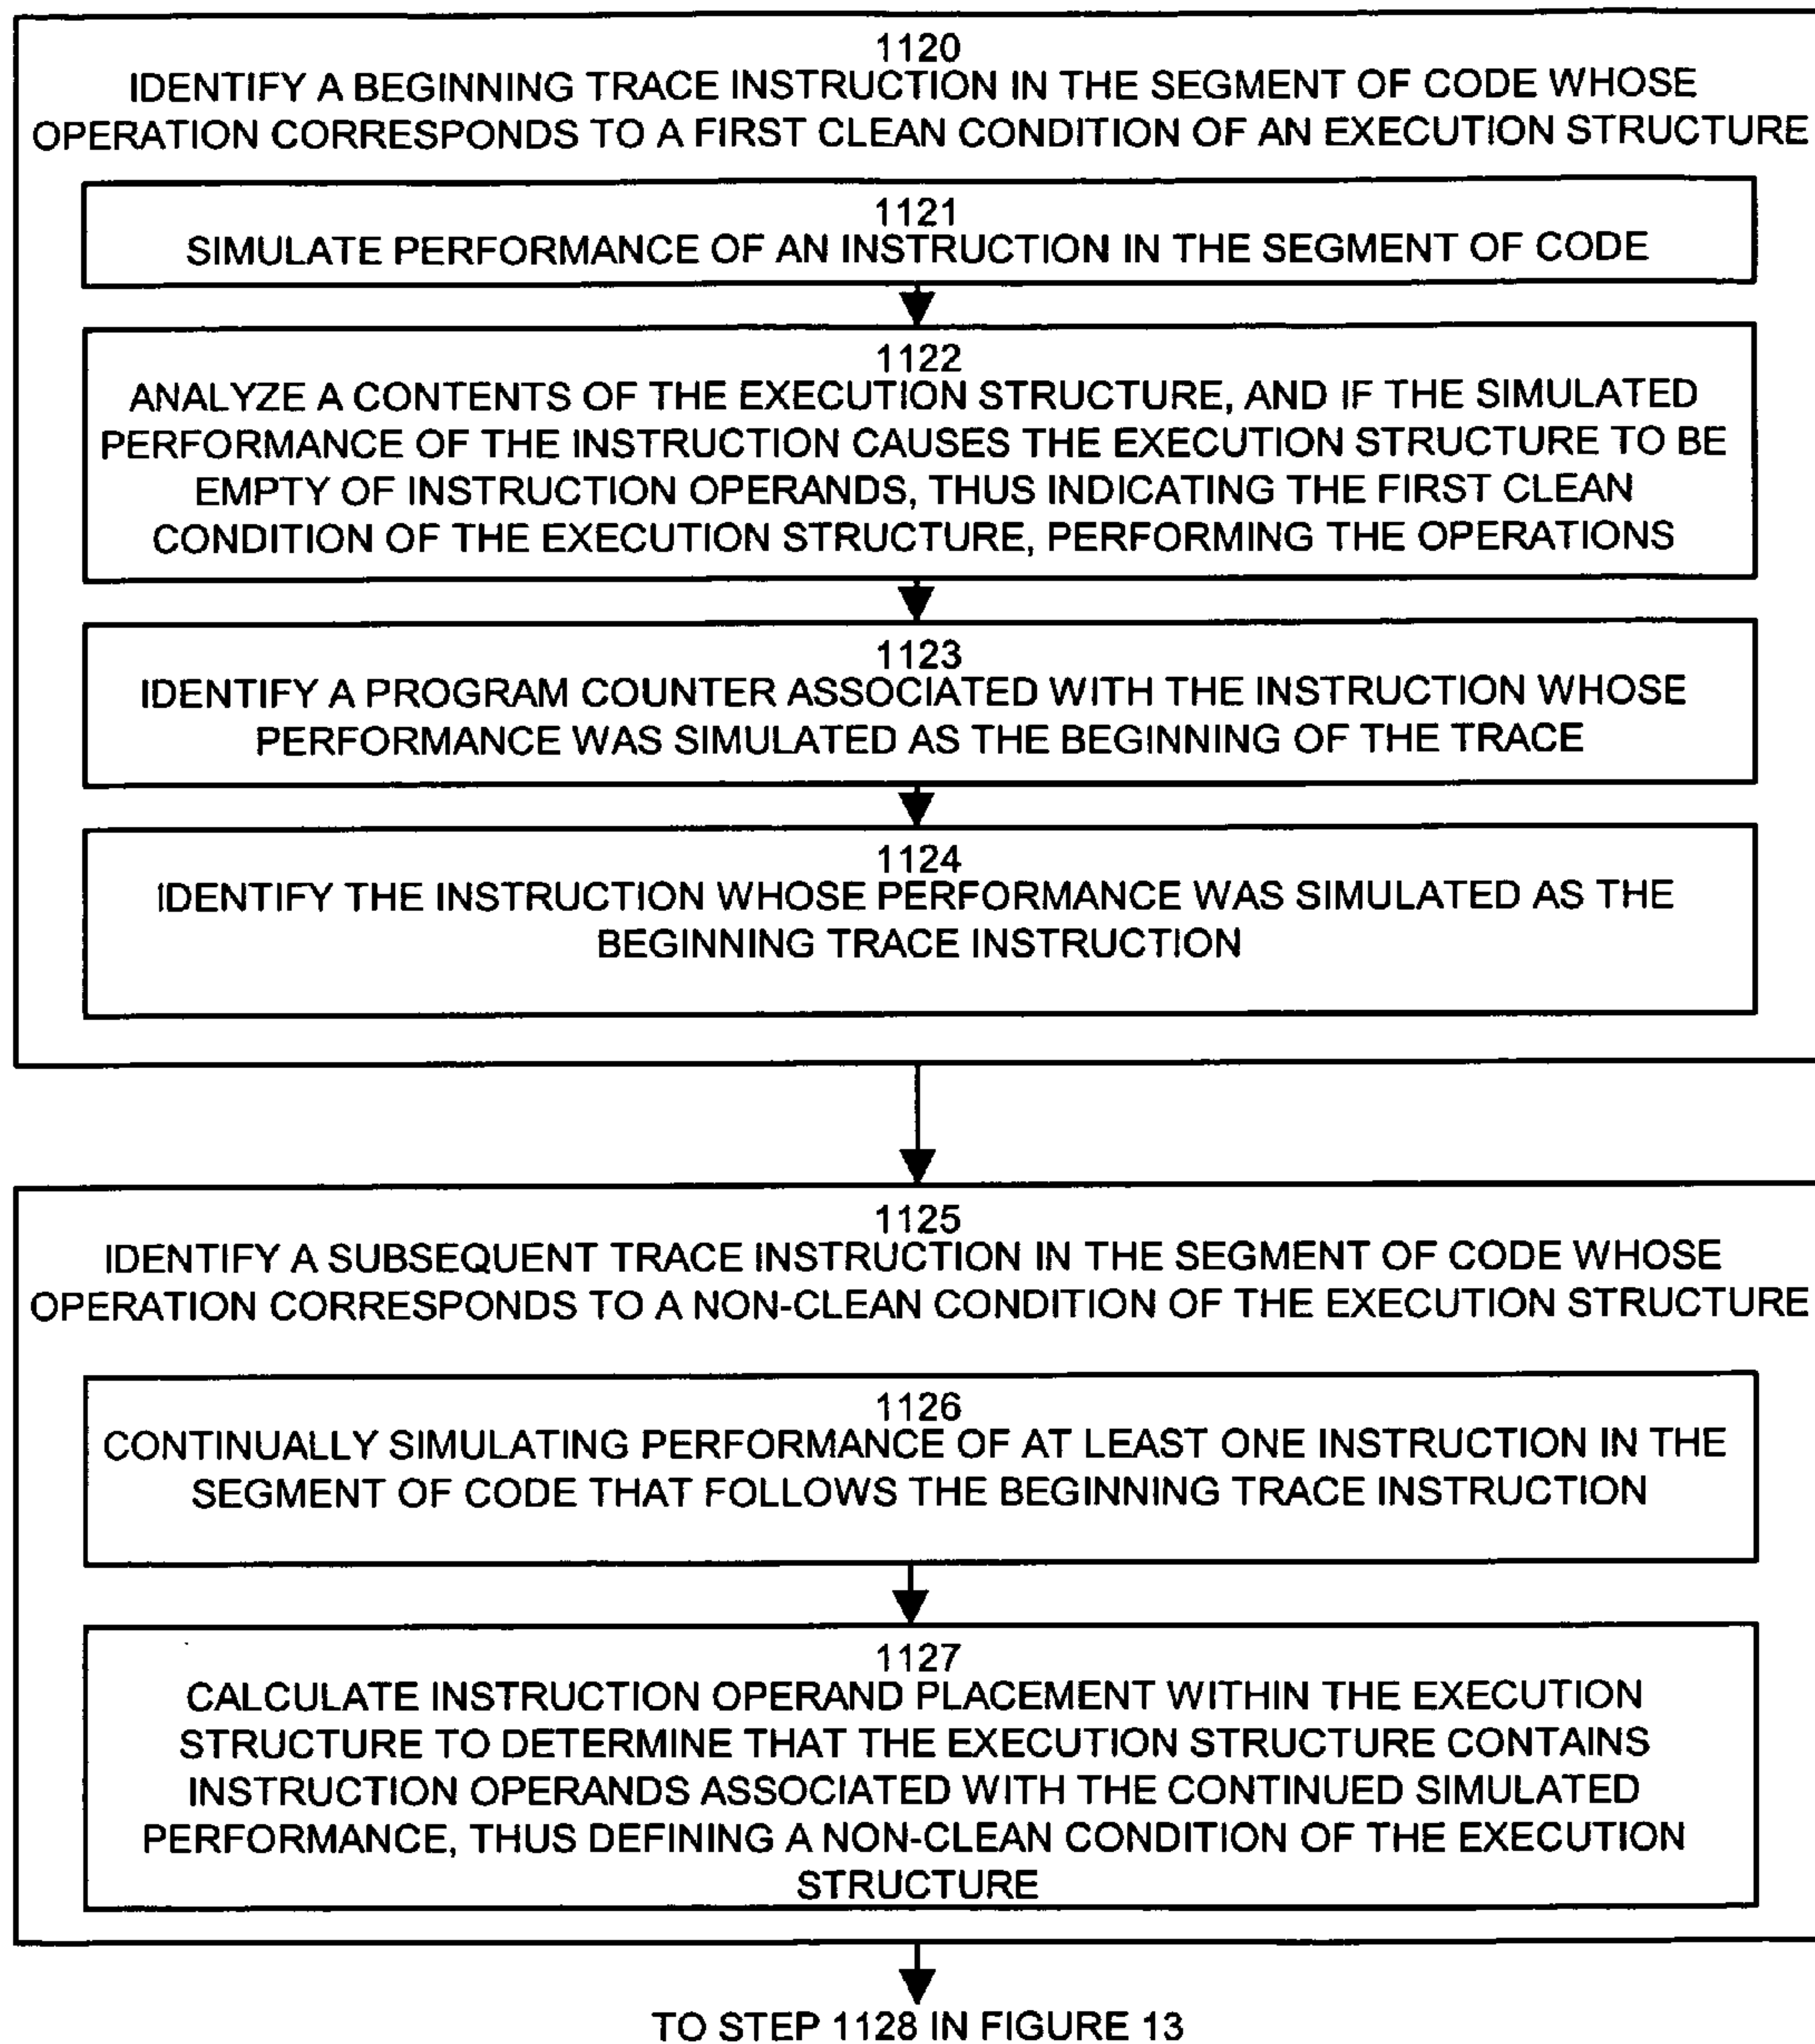 1120
IDENTIFY A BEGINNING TRACE INSTRUCTION IN THE SEGMENT OF CODE WHOSE
OPERATION CORRESPONDS TO A FIRST CLEAN CONDITION OF AN EXECUTION STRUCTURE
1121
SIMULATE PERFORMANCE OF AN INSTRUCTION IN THE SEGMENT OF CODE
1122
ANALYZE A CONTENTS OF THE EXECUTION STRUCTURE, AND IF THE SIMULATED
PERFORMANCE OF THE INSTRUCTION CAUSES THE EXECUTION STRUCTURE TO BE
EMPTY OF INSTRUCTION OPERANDS, THUS INDICATING THE FIRST CLEAN
CONDITION OF THE EXECUTION STRUCTURE, PERFORMING THE OPERATIONS
1123
IDENTIFY A PROGRAM COUNTER ASSOCIATED WITH THE INSTRUCTION WHOSE
PERFORMANCE WAS SIMULATED AS THE BEGINNING OF THE TRACE
1124
IDENTIFY THE INSTRUCTION WHOSE PERFORMANCE WAS SIMULATED AS THE
BEGINNING TRACE INSTRUCTION
1125
IDENTIFY A SUBSEQUENT TRACE INSTRUCTION IN THE SEGMENT OF CODE WHOSE
OPERATION CORRESPONDS TO A NON-CLEAN CONDITION OF THE EXECUTION STRUCTURE
1126
CONTINUALLY SIMULATING PERFORMANCE OF AT LEAST ONE INSTRUCTION IN THE
SEGMENT OF CODE THAT FOLLOWS THE BEGINNING TRACE INSTRUCTION
1127
CALCULATE INSTRUCTION OPERAND PLACEMENT WITHIN THE EXECUTION
STRUCTURE TO DETERMINE THAT THE EXECUTION STRUCTURE CONTAINS
INSTRUCTION OPERANDS ASSOCIATED WITH THE CONTINUED SIMULATED
PERFORMANCE, THUS DEFINING A NON-CLEAN CONDITION OF THE EXECUTION
STRUCTURE
TO STEP 1128 IN FIGURE 13